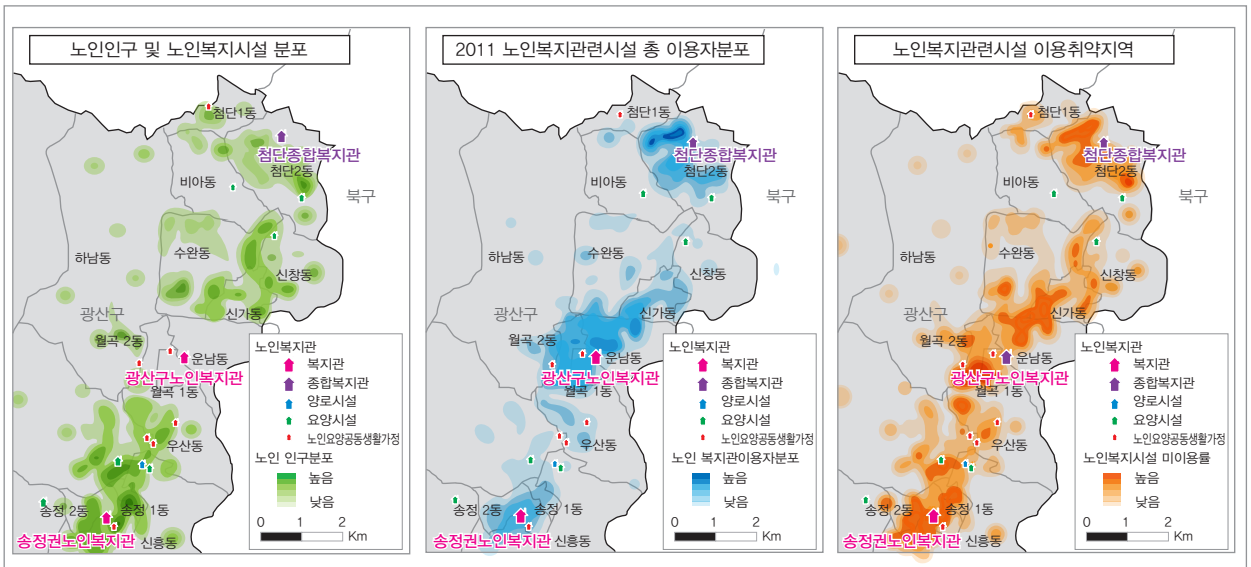 노인인구 및 노인복지시설 분포
첨단1동
첨단종합복지관
첨단2동
비아동
북구
수완동
하남동
신창동
광산구
신가동
월곡 2동
운남동
광산구노인복지관
월곡 1동
우산동
송정 2동
송정 1동
송정권노인복지관
신흥동
노인복지관
복지관
종합복지관
양로시설
요양시설
노인요양공동생활가정
노인 인구분포
높음
낮음
0 1 2
Km
2011 노인복지관련시설 총 이용자분포
첨단1동
첨단종합복지관
첨단2동
비아동
북구
수완동
하남동
신창동
광산구
신가동
월곡 2동
운남동
광산구노인복지관
월곡 1동
우산동
송정 2동
송정 1동
송정권노인복지관
신흥동
노인복지관
복지관
종합복지관
양로시설
요양시설
노인요양공동생활가정
노인 복지관이용자분포
높음
낮음
0 1 2
Km
노인복지관련시설 이용취약지역
첨단1동
첨단종합복지관
첨단2동
비아동
북구
수완동
하남동
신창동
광산구
신가동
월곡 2동
운남동
광산구노인복지관
월곡 1동
우산동
송정 2동
송정 1동
송정권노인복지관
신흥동
노인복지관
복지관
종합복지관
양로시설
요양시설
노인요양공동생활가정
노인복지시설 미이용률
높음
낮음
0 1 2
Km